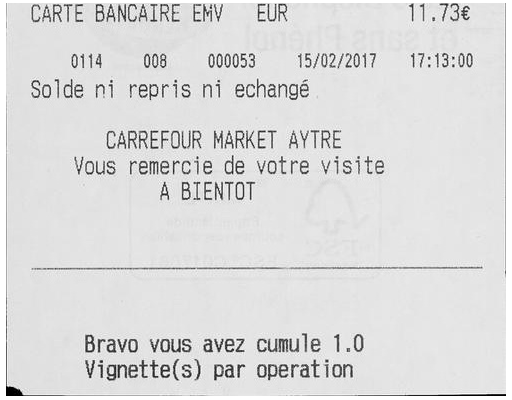 CARTE BANCAIRE EMV EUR 11.73€
0114 008 000053 15/02/2017 17:13:00
Solde ni repris ni echangé
CARREFOUR MARKET AYTRE
Vous remercie de votre visite
A BIENTOT
Bravo vous avez cumule 1.0
Vignette(s) par operation